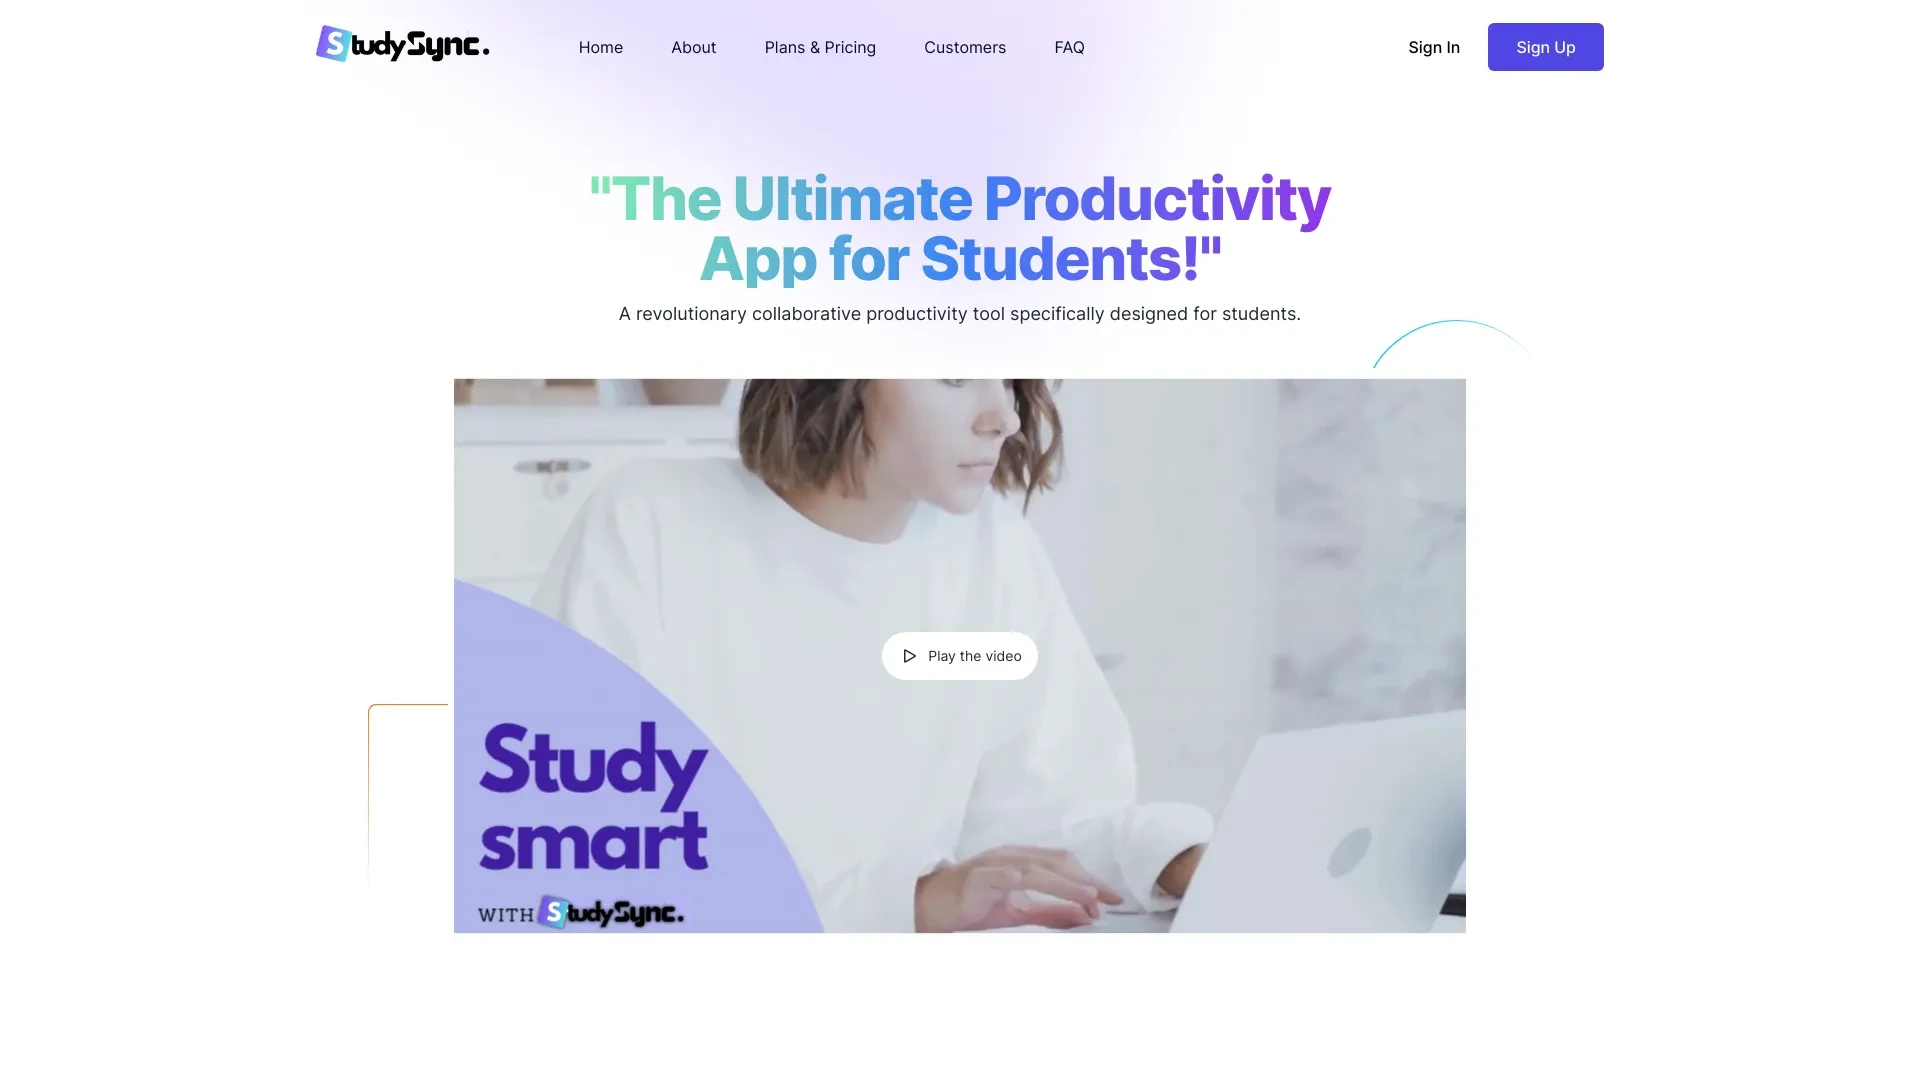 StudySync.
Home
About
Plans & Pricing
Customers
FAQ
Sign In
Sign Up
"The Ultimate Productivity
App for Students!"
A revolutionary collaborative productivity tool specifically designed for students.
Play the video
Study
smart
WITH StudySync.